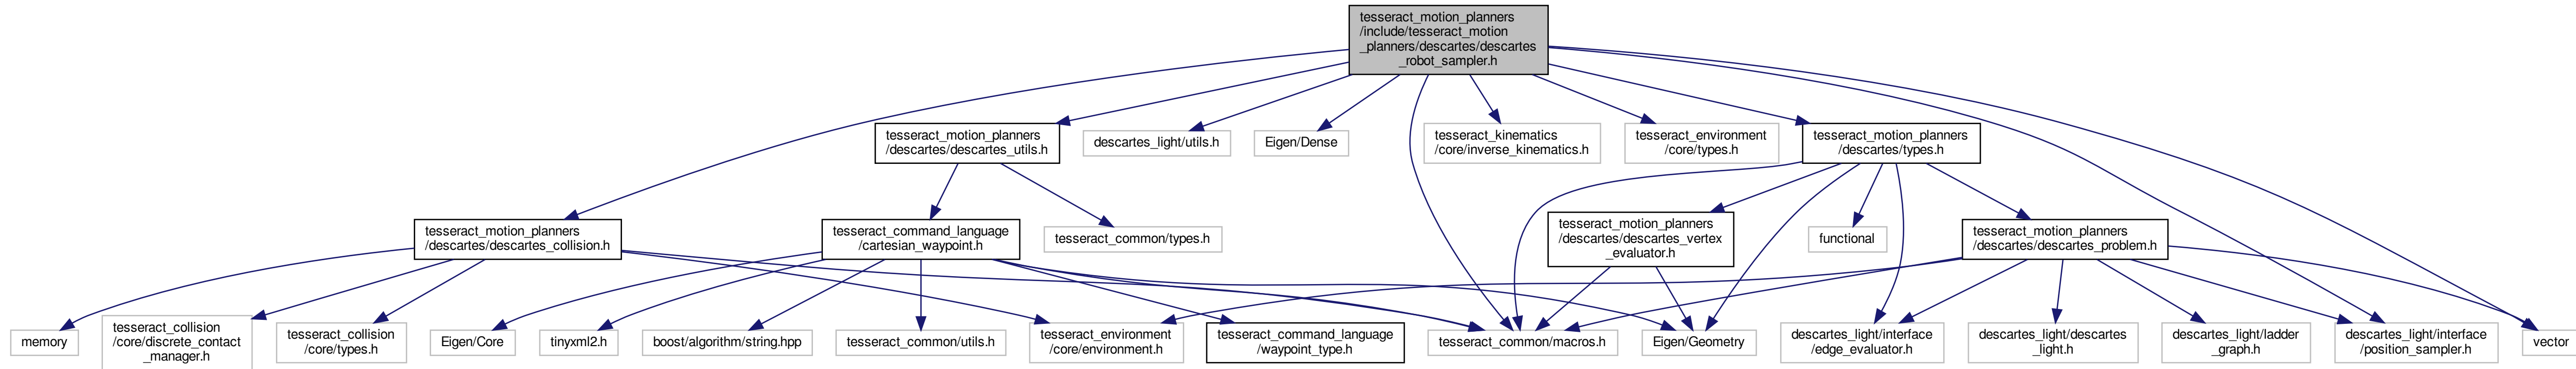 tesseract_motion_planners
/include/tesseract_motion
_planners/descartes/descartes
_robot_sampler.h
tesseract_motion_planners
/descartes/descartes_utils.h
descartes_light/utils.h
Eigen/Dense
tesseract_kinematics
/core/inverse_kinematics.h
tesseract_environment
/core/types.h
tesseract_motion_planners
/descartes/types.h
tesseract_motion_planners
/descartes/descartes_collision.h
tesseract_command_language
/cartesian_waypoint.h
tesseract_common/types.h
tesseract_motion_planners
/descartes/descartes_vertex
_evaluator.h
functional
tesseract_motion_planners
/descartes/descartes_problem.h
memory
tesseract_collision
/core/discrete_contact
_manager.h
tesseract_collision
/core/types.h
Eigen/Core
tinyxml2.h
boost/algorithm/string.hpp
tesseract_common/utils.h
tesseract_environment
/core/environment.h
tesseract_command_language
/waypoint_type.h
tesseract_common/macros.h
Eigen/Geometry
descartes_light/interface
/edge_evaluator.h
descartes_light/descartes
_light.h
descartes_light/ladder
_graph.h
descartes_light/interface
/position_sampler.h
vector